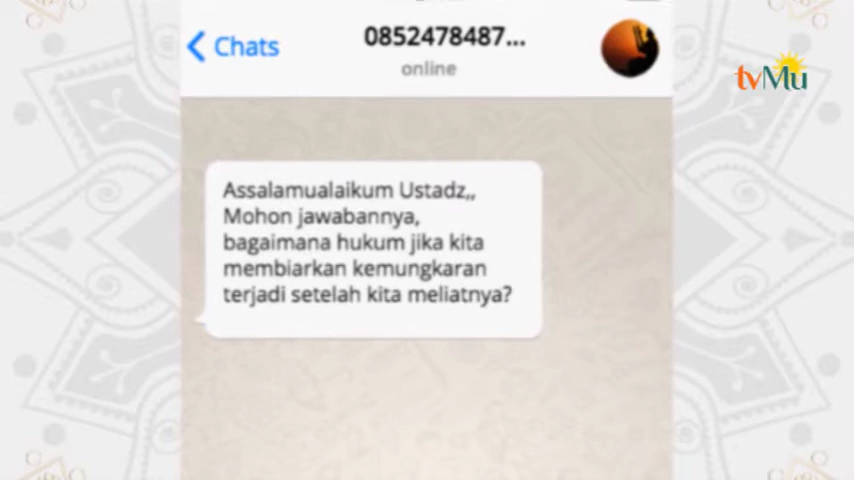 Chats
0852478487...
online
tvMu
Assalamualaikum Ustadz,,
Mohon jawabannya,
bagaimana hukum jika kita
membiarkan kemungkaran
terjadi setelah kita meliatnya?